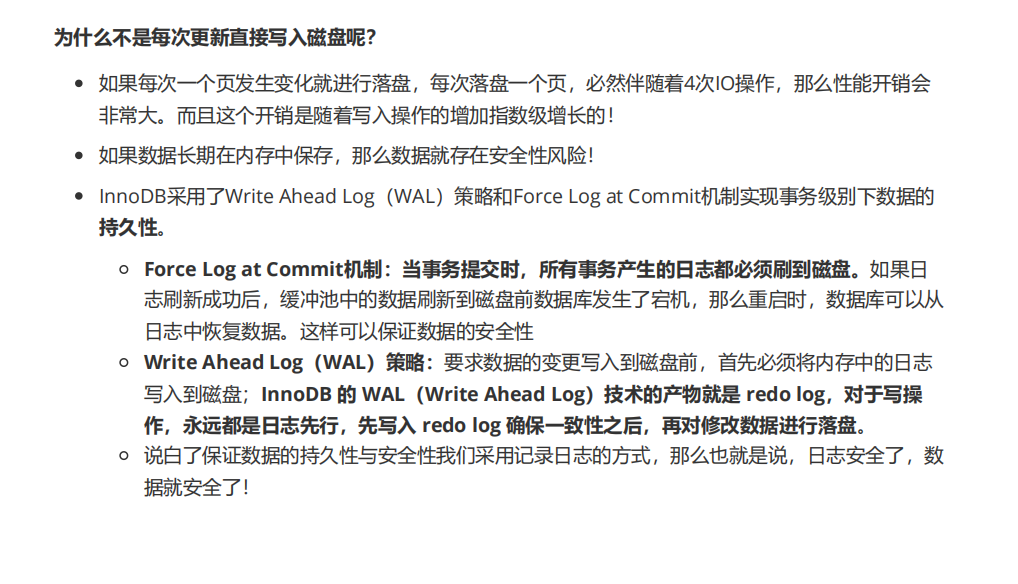 为什么不是每次更新直接写入磁盘呢？
如果每次一个页发生变化就进行落盘，每次落盘一个页，必然伴随着4次IO操作，那么性能开销会
非常大。而且这个开销是随着写入操作的增加指数级增长的！
如果数据长期在内存中保存，那么数据就存在安全性风险！
InnoDB采用了Write Ahead Log（WAL）策略和Force Log at Commit机制实现事务级别下数据的
持久性。
Force Log at Commit机制：当事务提交时，所有事务产生的日志都必须刷到磁盘。如果日
志刷新成功后，缓冲池中的数据刷新到磁盘前数据库发生了宕机，那么重启时，数据库可以从
日志中恢复数据。这样可以保证数据的安全性
Write Ahead Log（WAL）策略：要求数据的变更写入到磁盘前，首先必须将内存中的日志
写入到磁盘；InnoDB 的 WAL（Write Ahead Log）技术的产物就是 redo log，对于写操
作，永远都是日志先行，先写入 redo log 确保一致性之后，再对修改数据进行落盘。
说白了保证数据的持久性与安全性我们采用记录日志的方式，那么也就是说，日志安全了，数
据就安全了！